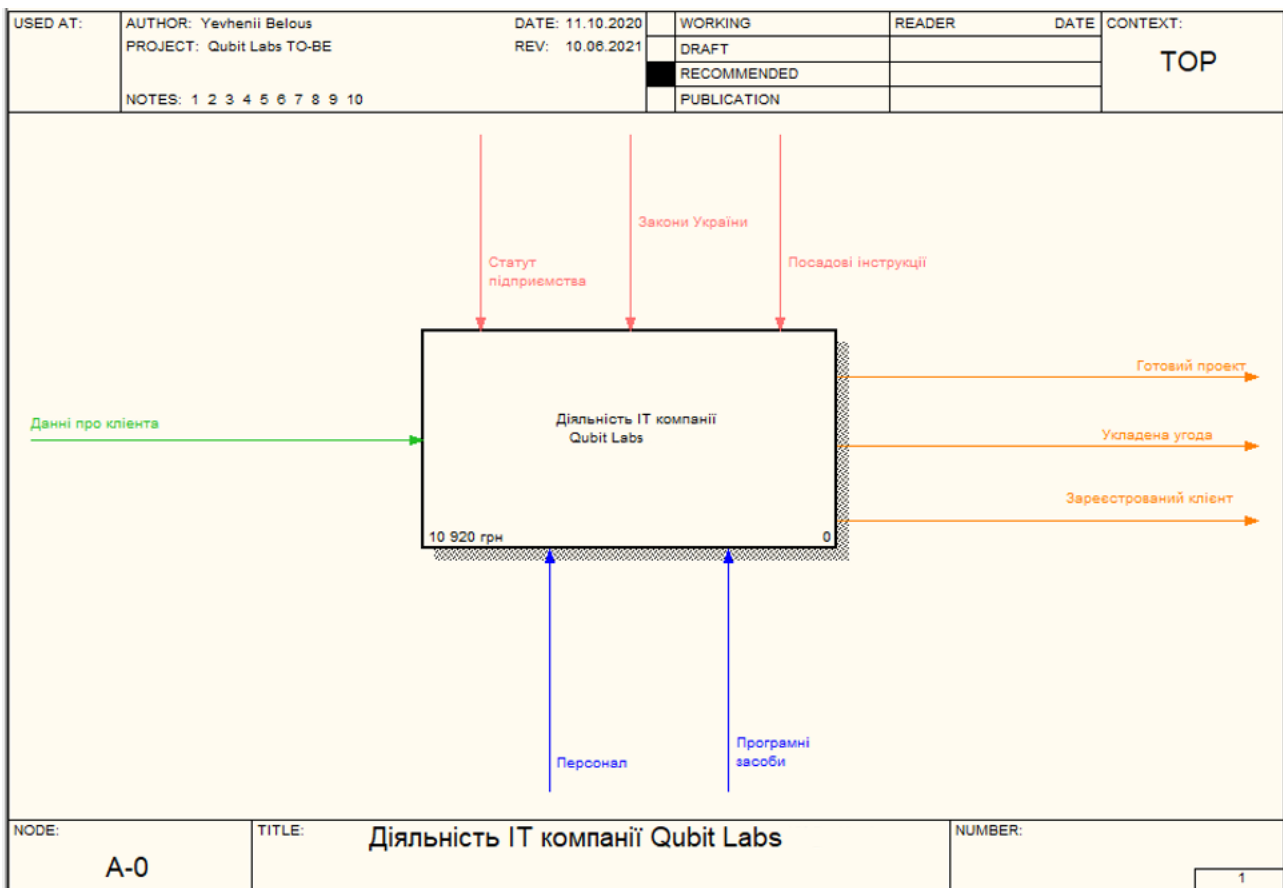 USED AT:
AUTHOR: Yevhenii Belous
DATE: 11.10.2020
PROJECT: Qubit Labs TO-BE
REV: 10.06.2021
NOTES: 1 2 3 4 5 6 7 8 9 10
WORKING
DRAFT
RECOMMENDED
PUBLICATION
READER
DATE
CONTEXT:
TOP
Закони України
Статут
підприємства
Посадові інструкції
Готовий проект
Данні про клієнта
Діяльність ІТ компанії
Qubit Labs
Укладена угода
Зареєстрований клієнт
10 920 грн
0
Персонал
Програмні
засоби
NODE:
A-0
TITLE:
Діяльність ІТ компанії Qubit Labs
NUMBER:
1